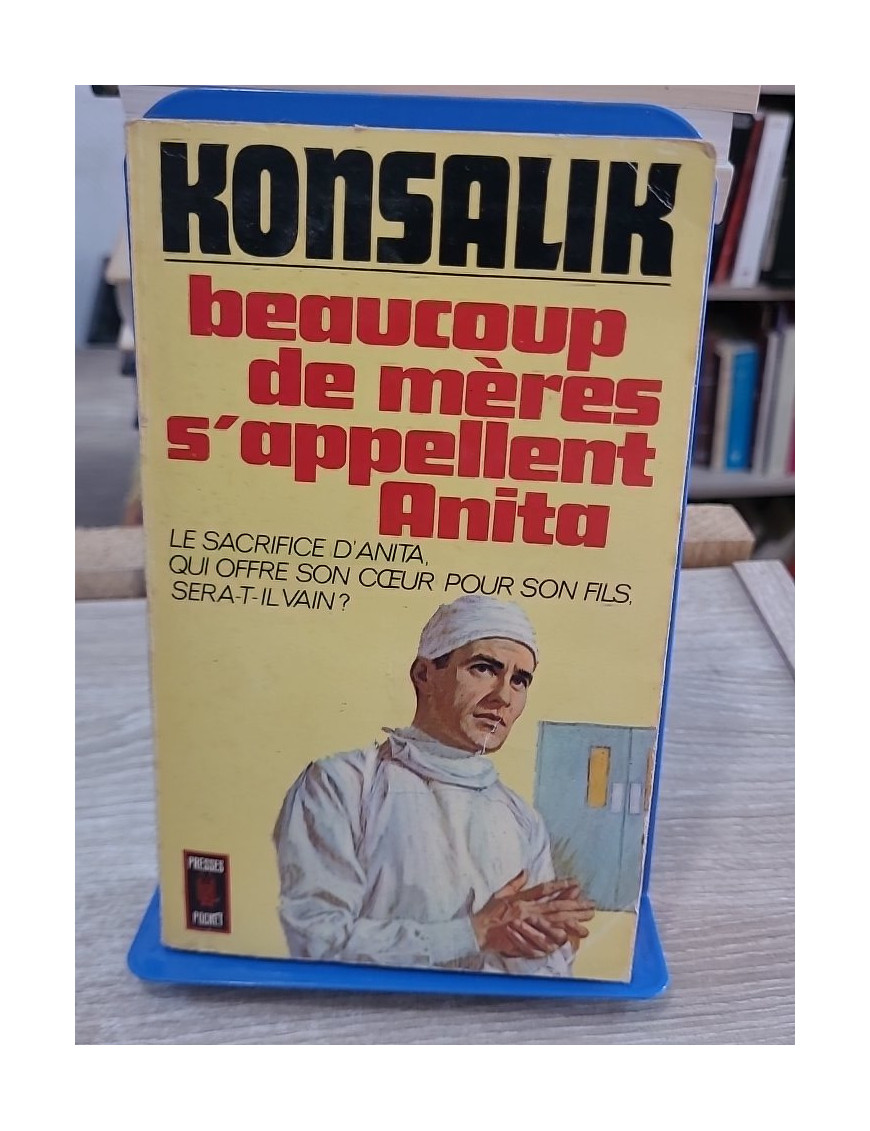 KONSALIK
beaucoup
de mères
s'appellent
Anita
LE SACRIFICE D'ANITA,
QUI OFFRE SON CŒUR POUR SON FILS,
SERA-T-IL VAIN ?
PRESSES
POCKET